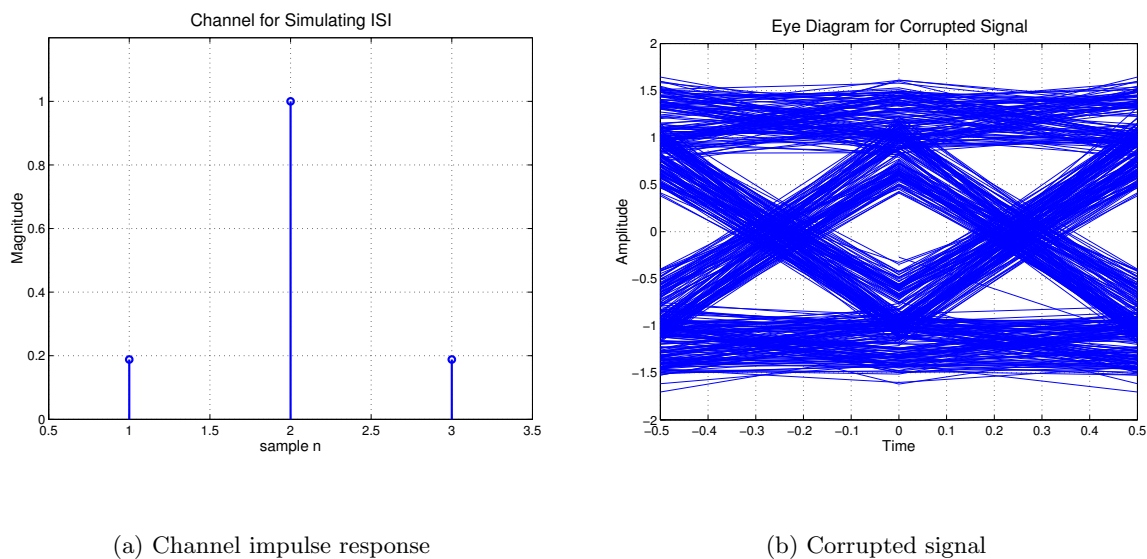 Channel for Simulating ISI
1
0.8
0.6
0.4
0.2
0
Magnitude
0.5 1 1.5 2 2.5 3 3.5
sample n
(a) Channel impulse response
Eye Diagram for Corrupted Signal
2
1.5
1
0.5
0
−0.5
−1
−1.5
−2
Amplitude
−0.5 −0.4 −0.3 −0.2 −0.1 0 0.1 0.2 0.3 0.4 0.5
Time
(b) Corrupted signal